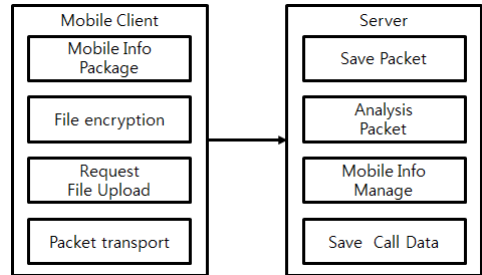 Mobile Client
Mobile Info
Package
File encryption
Request
File Upload
Packet transport
Server
Save Packet
Analysis
Packet
Mobile Info
Manage
Save Call Data